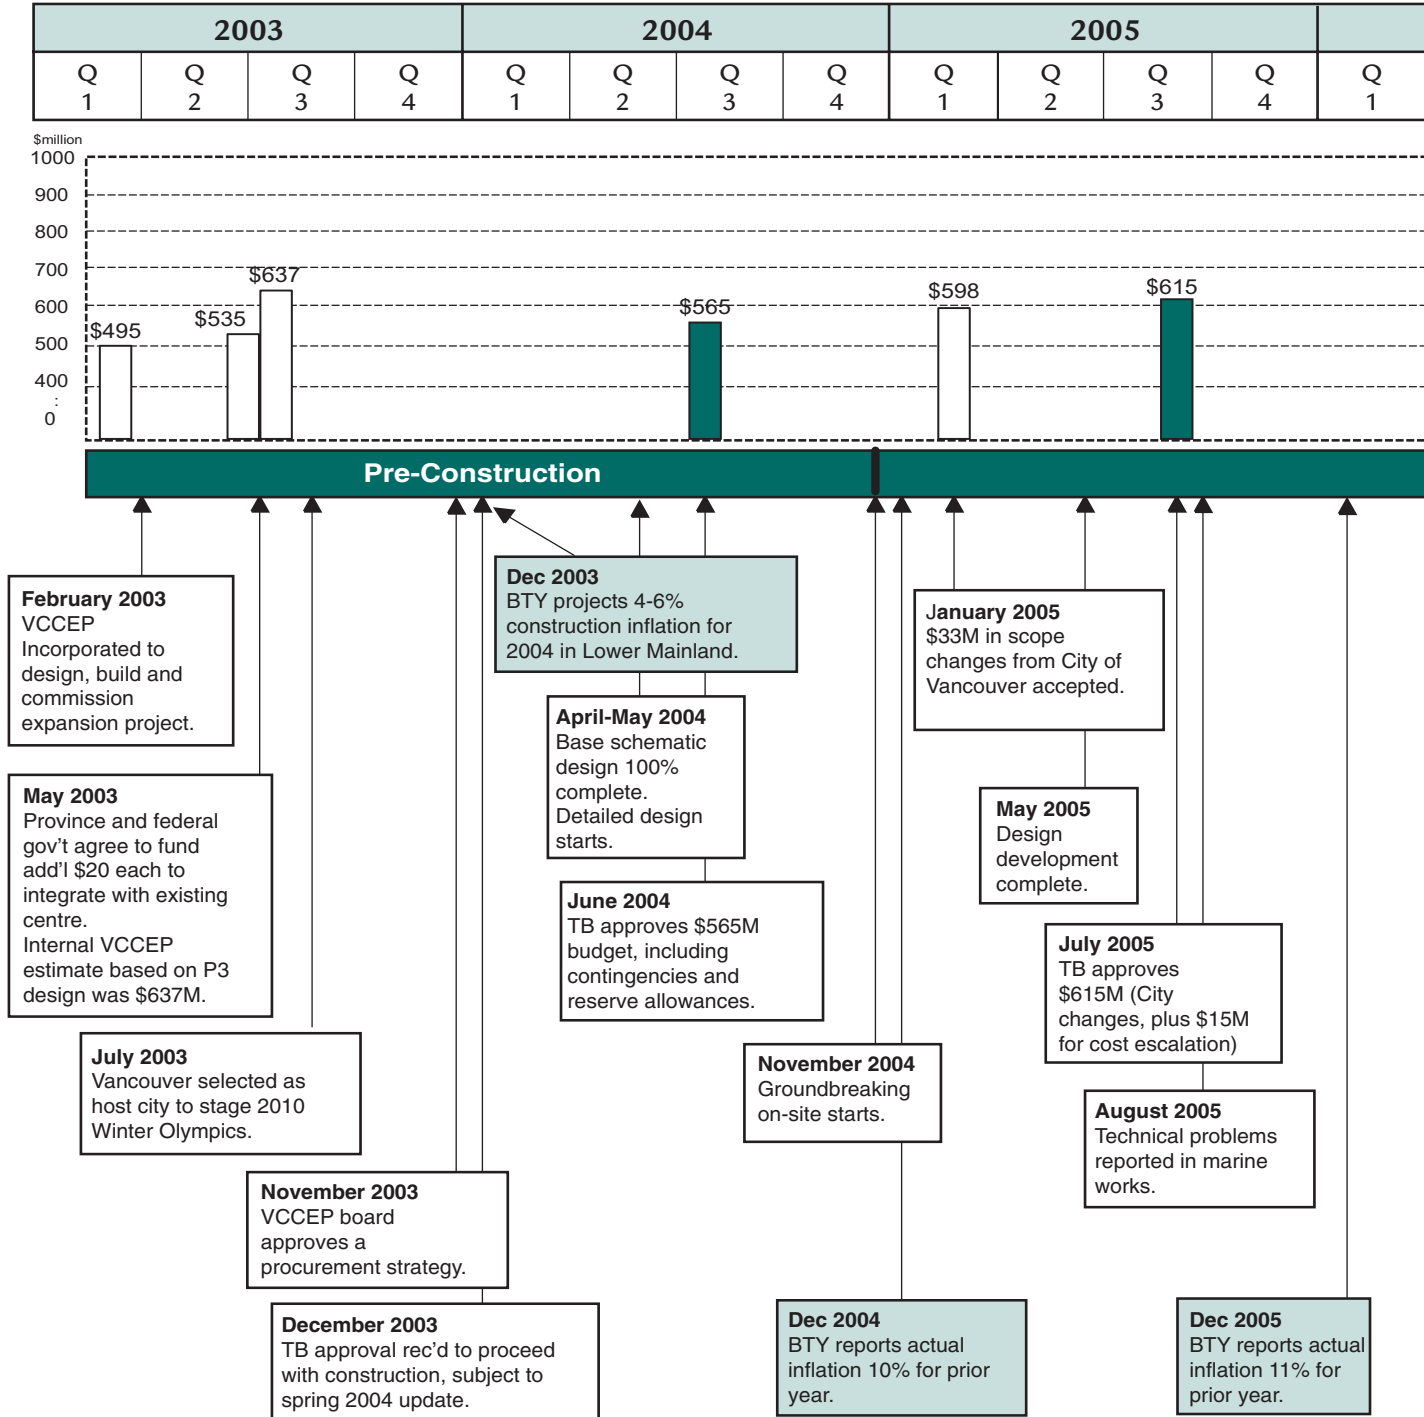 2003 2004 2005
Q Q Q Q Q Q Q Q Q Q Q Q Q
1 2 3 4 1 2 3 4 1 2 3 4 1
$million
1000
900
800
700
600
500
400
:
0
$495
$535
$637
$565
$598
$615
Pre-Construction
February 2003
VCCEP
Incorporated to
design, build and
commission
expansion project.
May 2003
Province and federal
gov't agree to fund
add'l $20 each to
integrate with existing
centre.
Internal VCCEP
estimate based on P3
design was $637M.
July 2003
Vancouver selected as
host city to stage 2010
Winter Olympics.
November 2003
VCCEP board
approves a
procurement strategy.
December 2003
TB approval rec'd to proceed
with construction, subject to
spring 2004 update.
Dec 2003
BTY projects 4-6%
construction inflation for
2004 in Lower Mainland.
April-May 2004
Base schematic
design 100%
complete.
Detailed design
starts.
June 2004
TB approves $565M
budget, including
contingencies and
reserve allowances.
November 2004
Groundbreaking
on-site starts.
Dec 2004
BTY reports actual
inflation 10% for prior
year.
January 2005
$33M in scope
changes from City of
Vancouver accepted.
May 2005
Design
development
complete.
July 2005
TB approves
$615M (City
changes, plus $15M
for cost escalation)
August 2005
Technical problems
reported in marine
works.
Dec 2005
BTY reports actual
inflation 11% for
prior year.